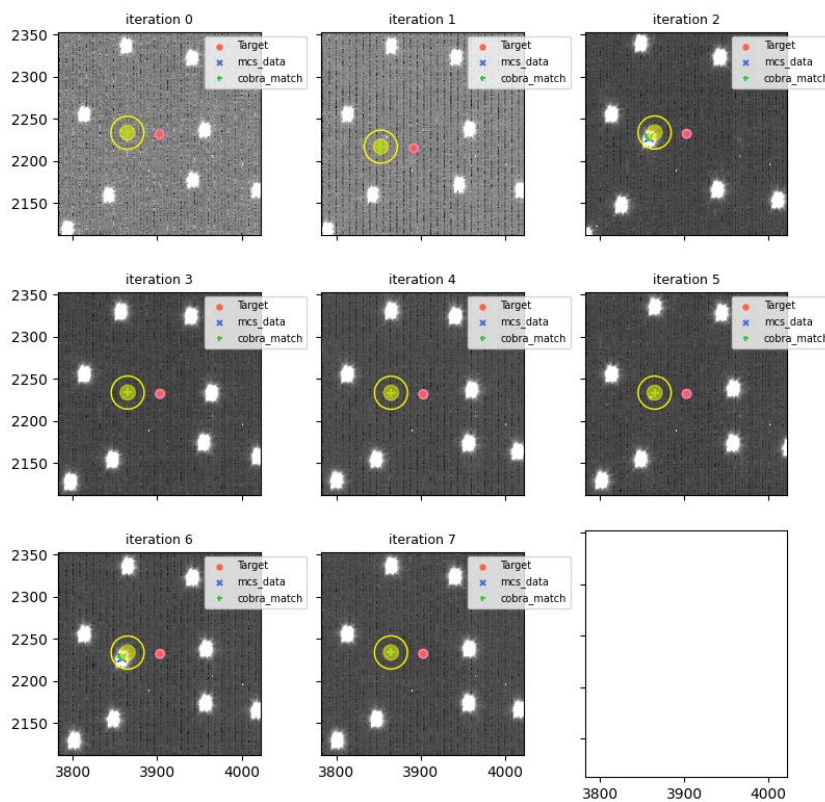 iteration 0
iteration 1
iteration 2
Target
mcs_data
cobra_match
Target
mcs_data
cobra_match
Target
mcs_data
cobra_match
2350
2300
2250
2200
2150
iteration 3
iteration 4
iteration 5
Target
mcs_data
cobra_match
Target
mcs_data
cobra_match
Target
mcs_data
cobra_match
2350
2300
2250
2200
2150
iteration 6
iteration 7
Target
mcs_data
cobra_match
Target
mcs_data
cobra_match
2350
2300
2250
2200
2150
3800 3900 4000
3800 3900 4000
3800 3900 4000